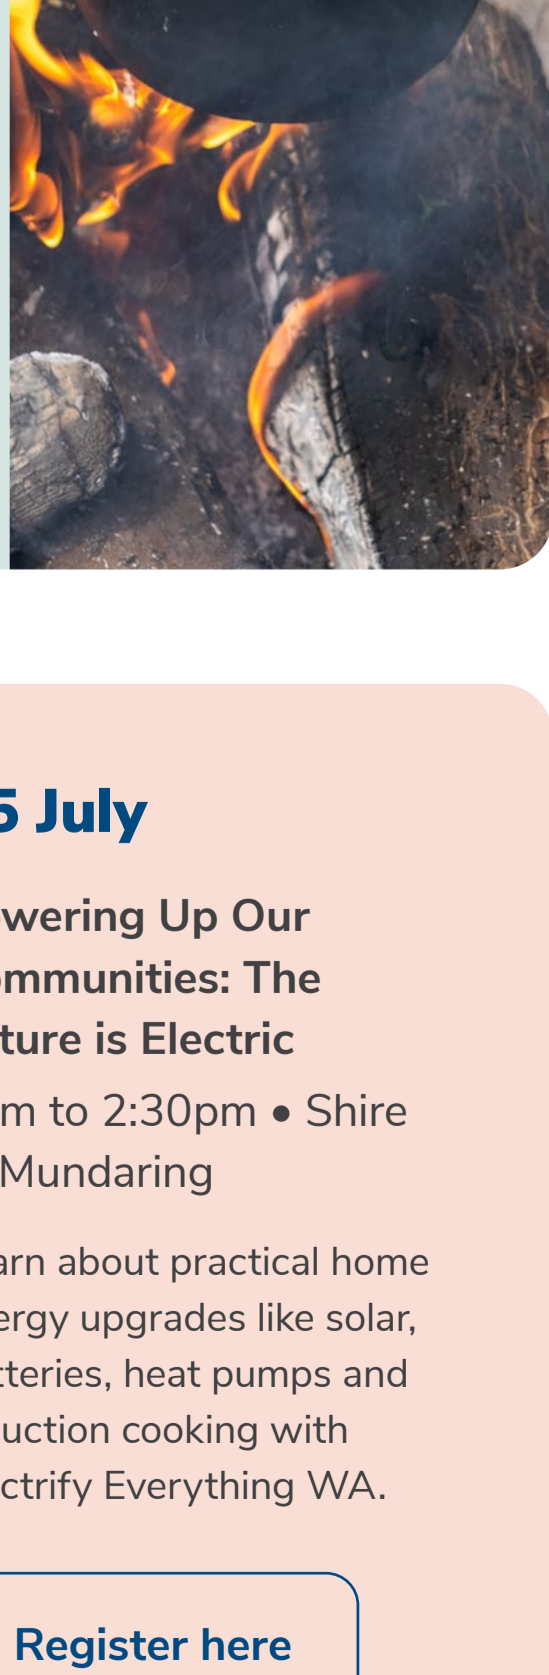 5 July
wering Up Our
ommunities: The
ture is Electric
m to 2:30pm • Shire
Mundaring
arn about practical home
ergy upgrades like solar,
tteries, heat pumps and
uction cooking with
ctrify Everything WA.
Register here